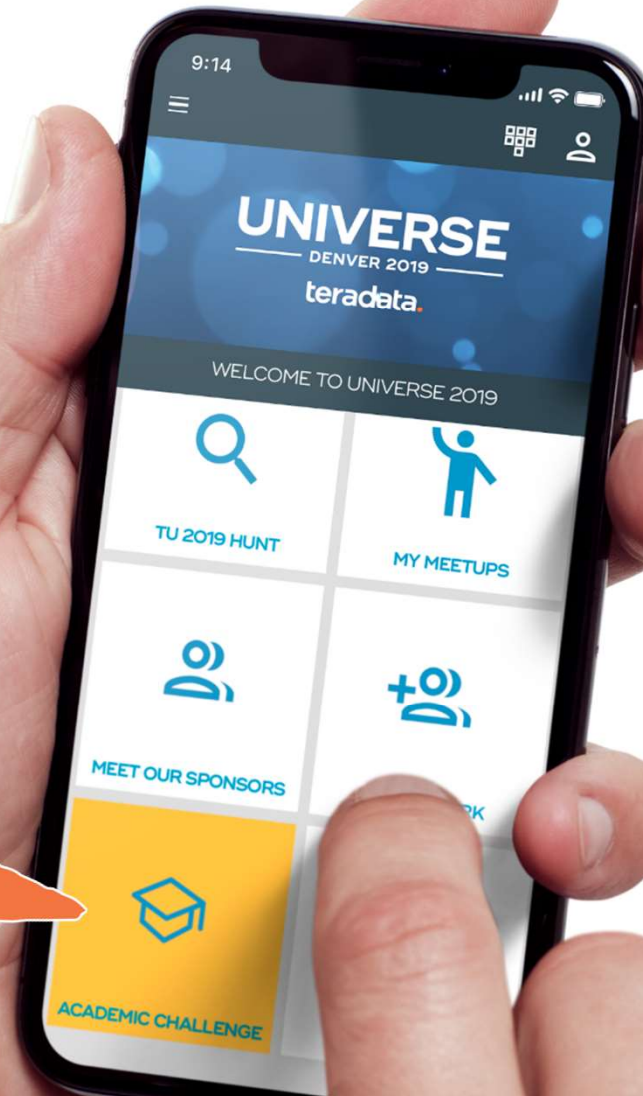 9:14
UNIVERSE
DENVER 2019
teradata.
WELCOME TO UNIVERSE 2019
TU 2019 HUNT
MY MEETUPS
MEET OUR SPONSORS
ACADEMIC CHALLENGE